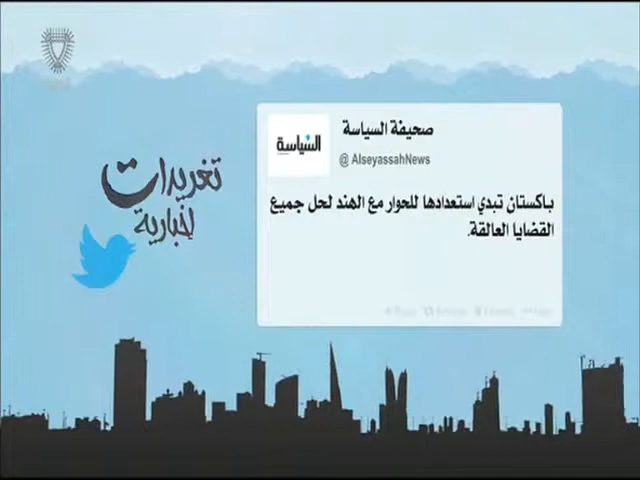 صحيفة السياسة
السياسة
@ AlseyassahNews
تغريدات
إخبارية
باكستان تبدي استعدادها للحوار مع الهند لحل جميع
القضايا العالقة.